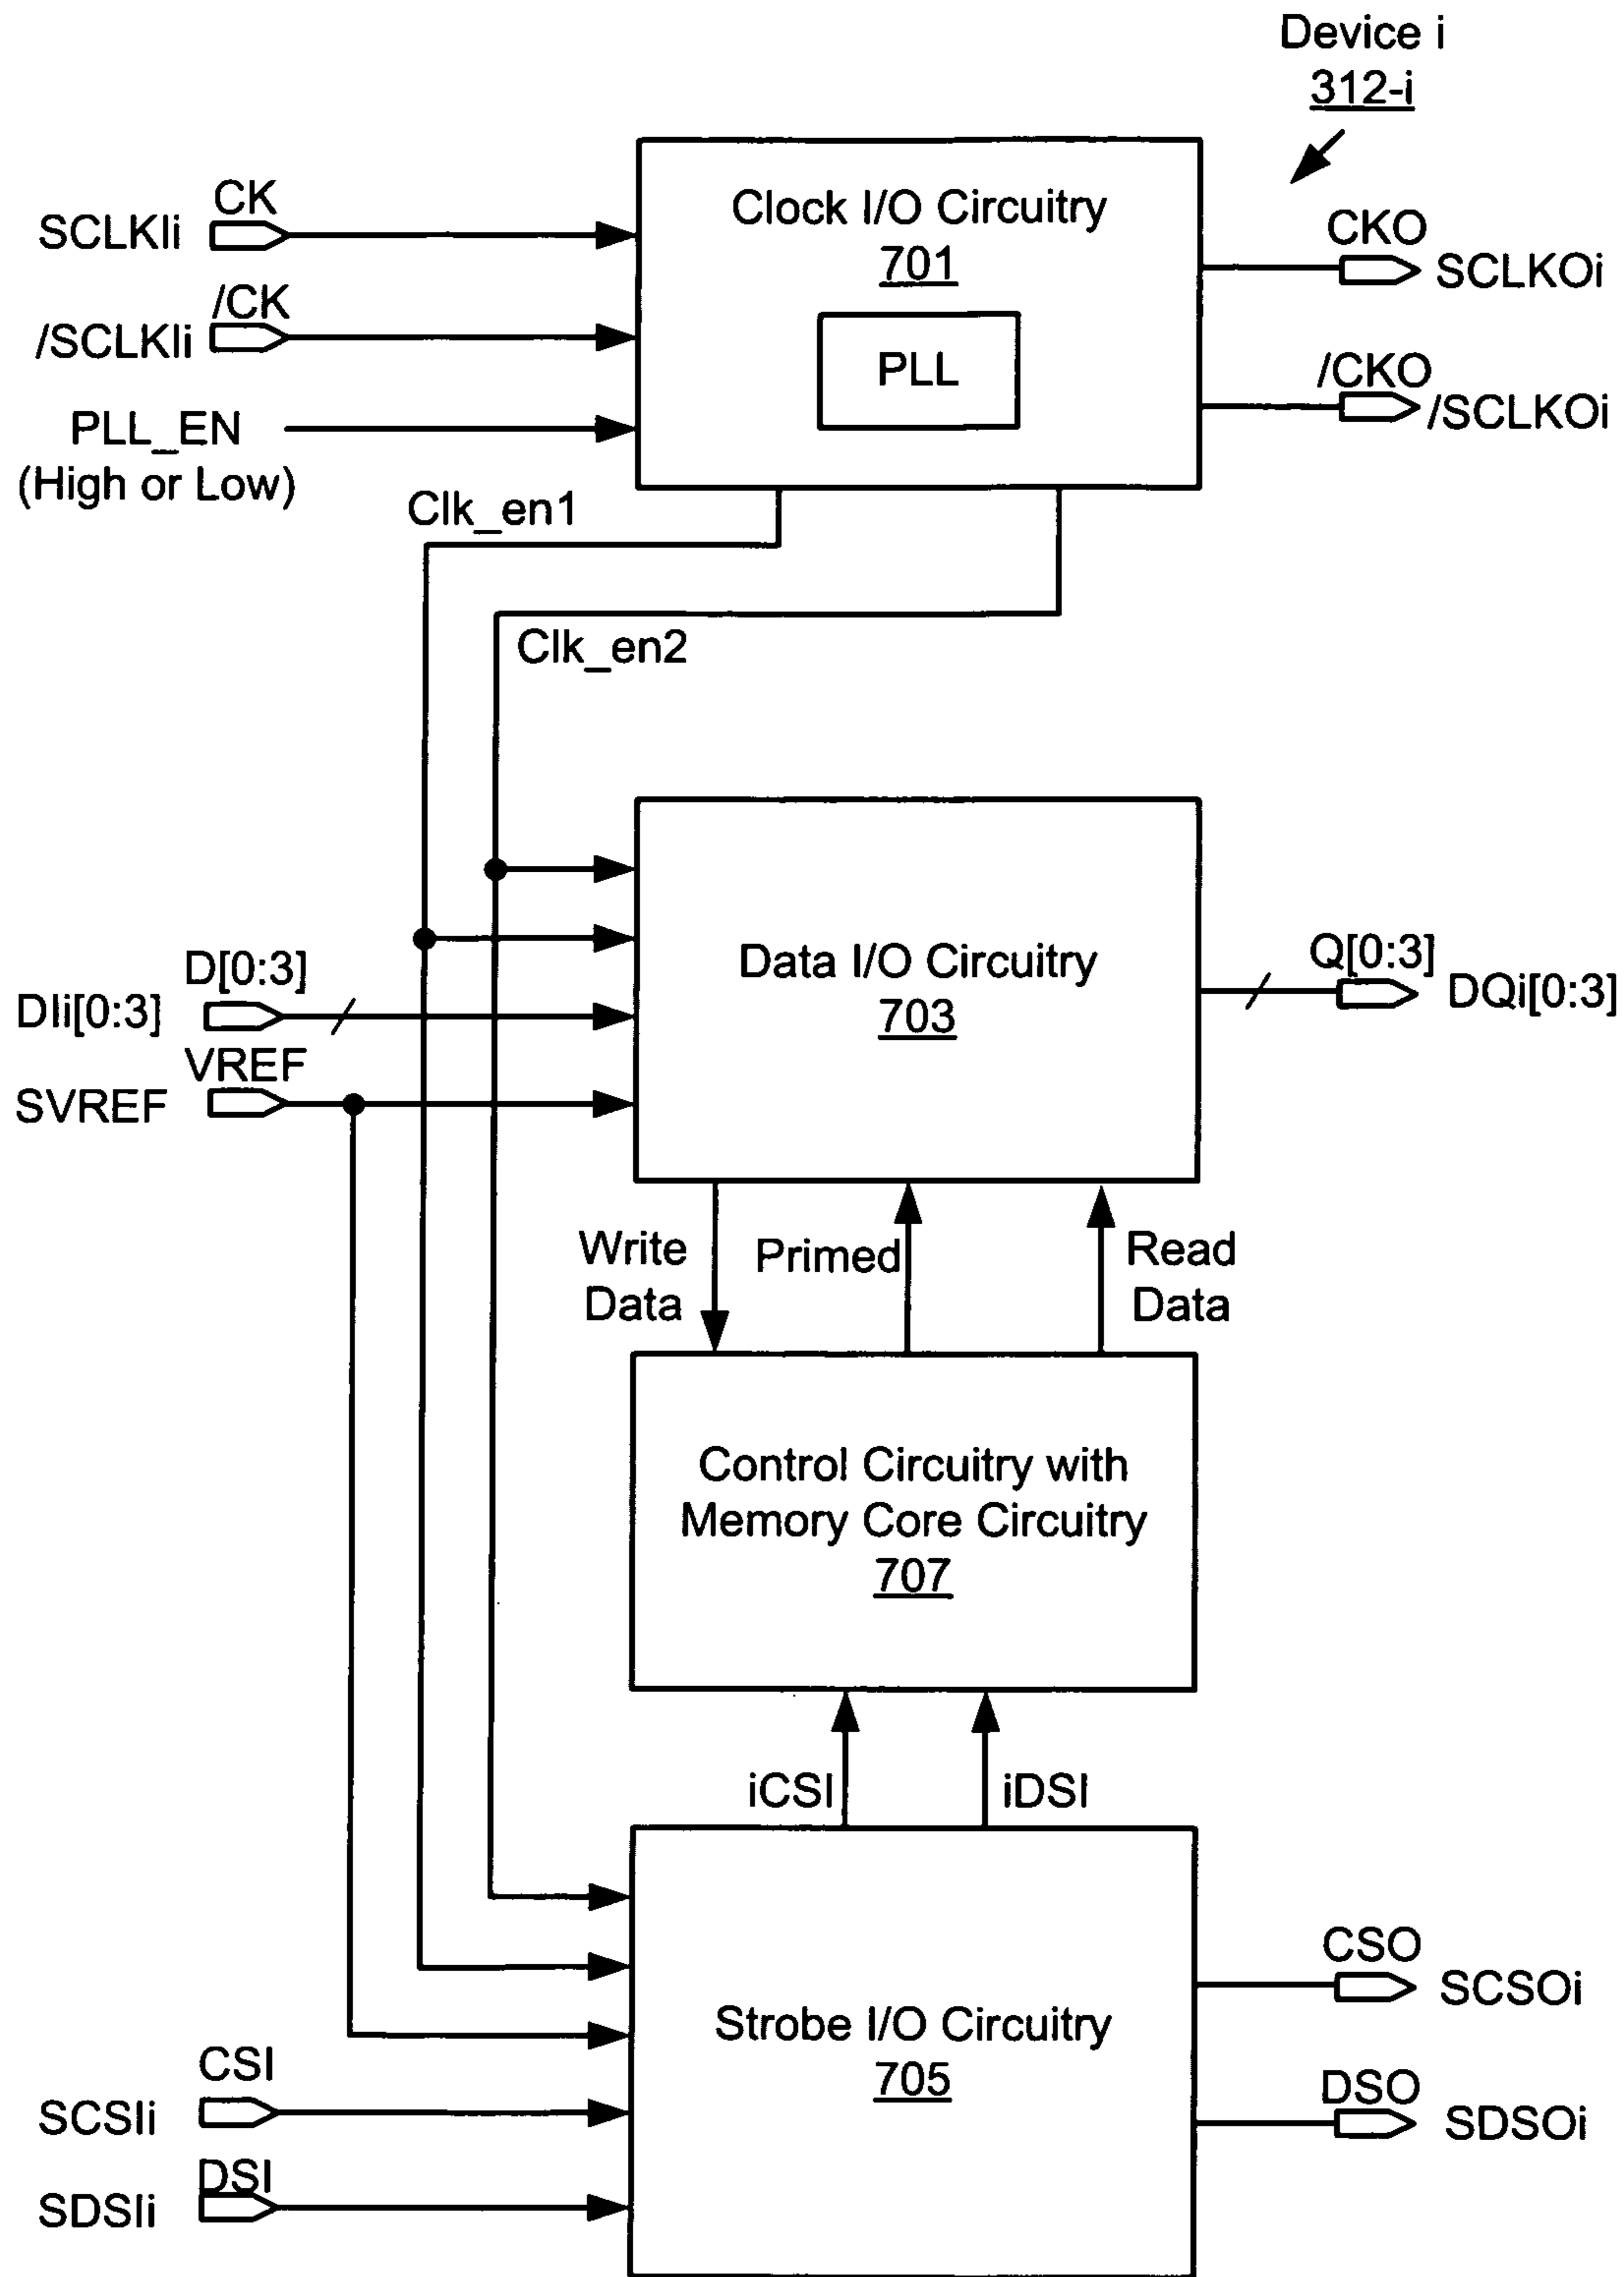 Device i
312-i
CK
SCLKIi
Clock I/O Circuitry
701
CKO
SCLKOi
/CK
/SCLKIi
PLL
/CKO
/SCLKOi
PLL_EN
(High or Low)
Clk_en1
Clk_en2
D[0:3]
DIi[0:3]
Data I/O Circuitry
703
Q[0:3]
DQi[0:3]
VREF
SVREF
Write
Data
Primed
Read
Data
Control Circuitry with
Memory Core Circuitry
707
iCSI
iDSI
CSO
SCSOi
Strobe I/O Circuitry
705
CSI
SCSIi
DSO
SDSOi
DSI
SDSIi